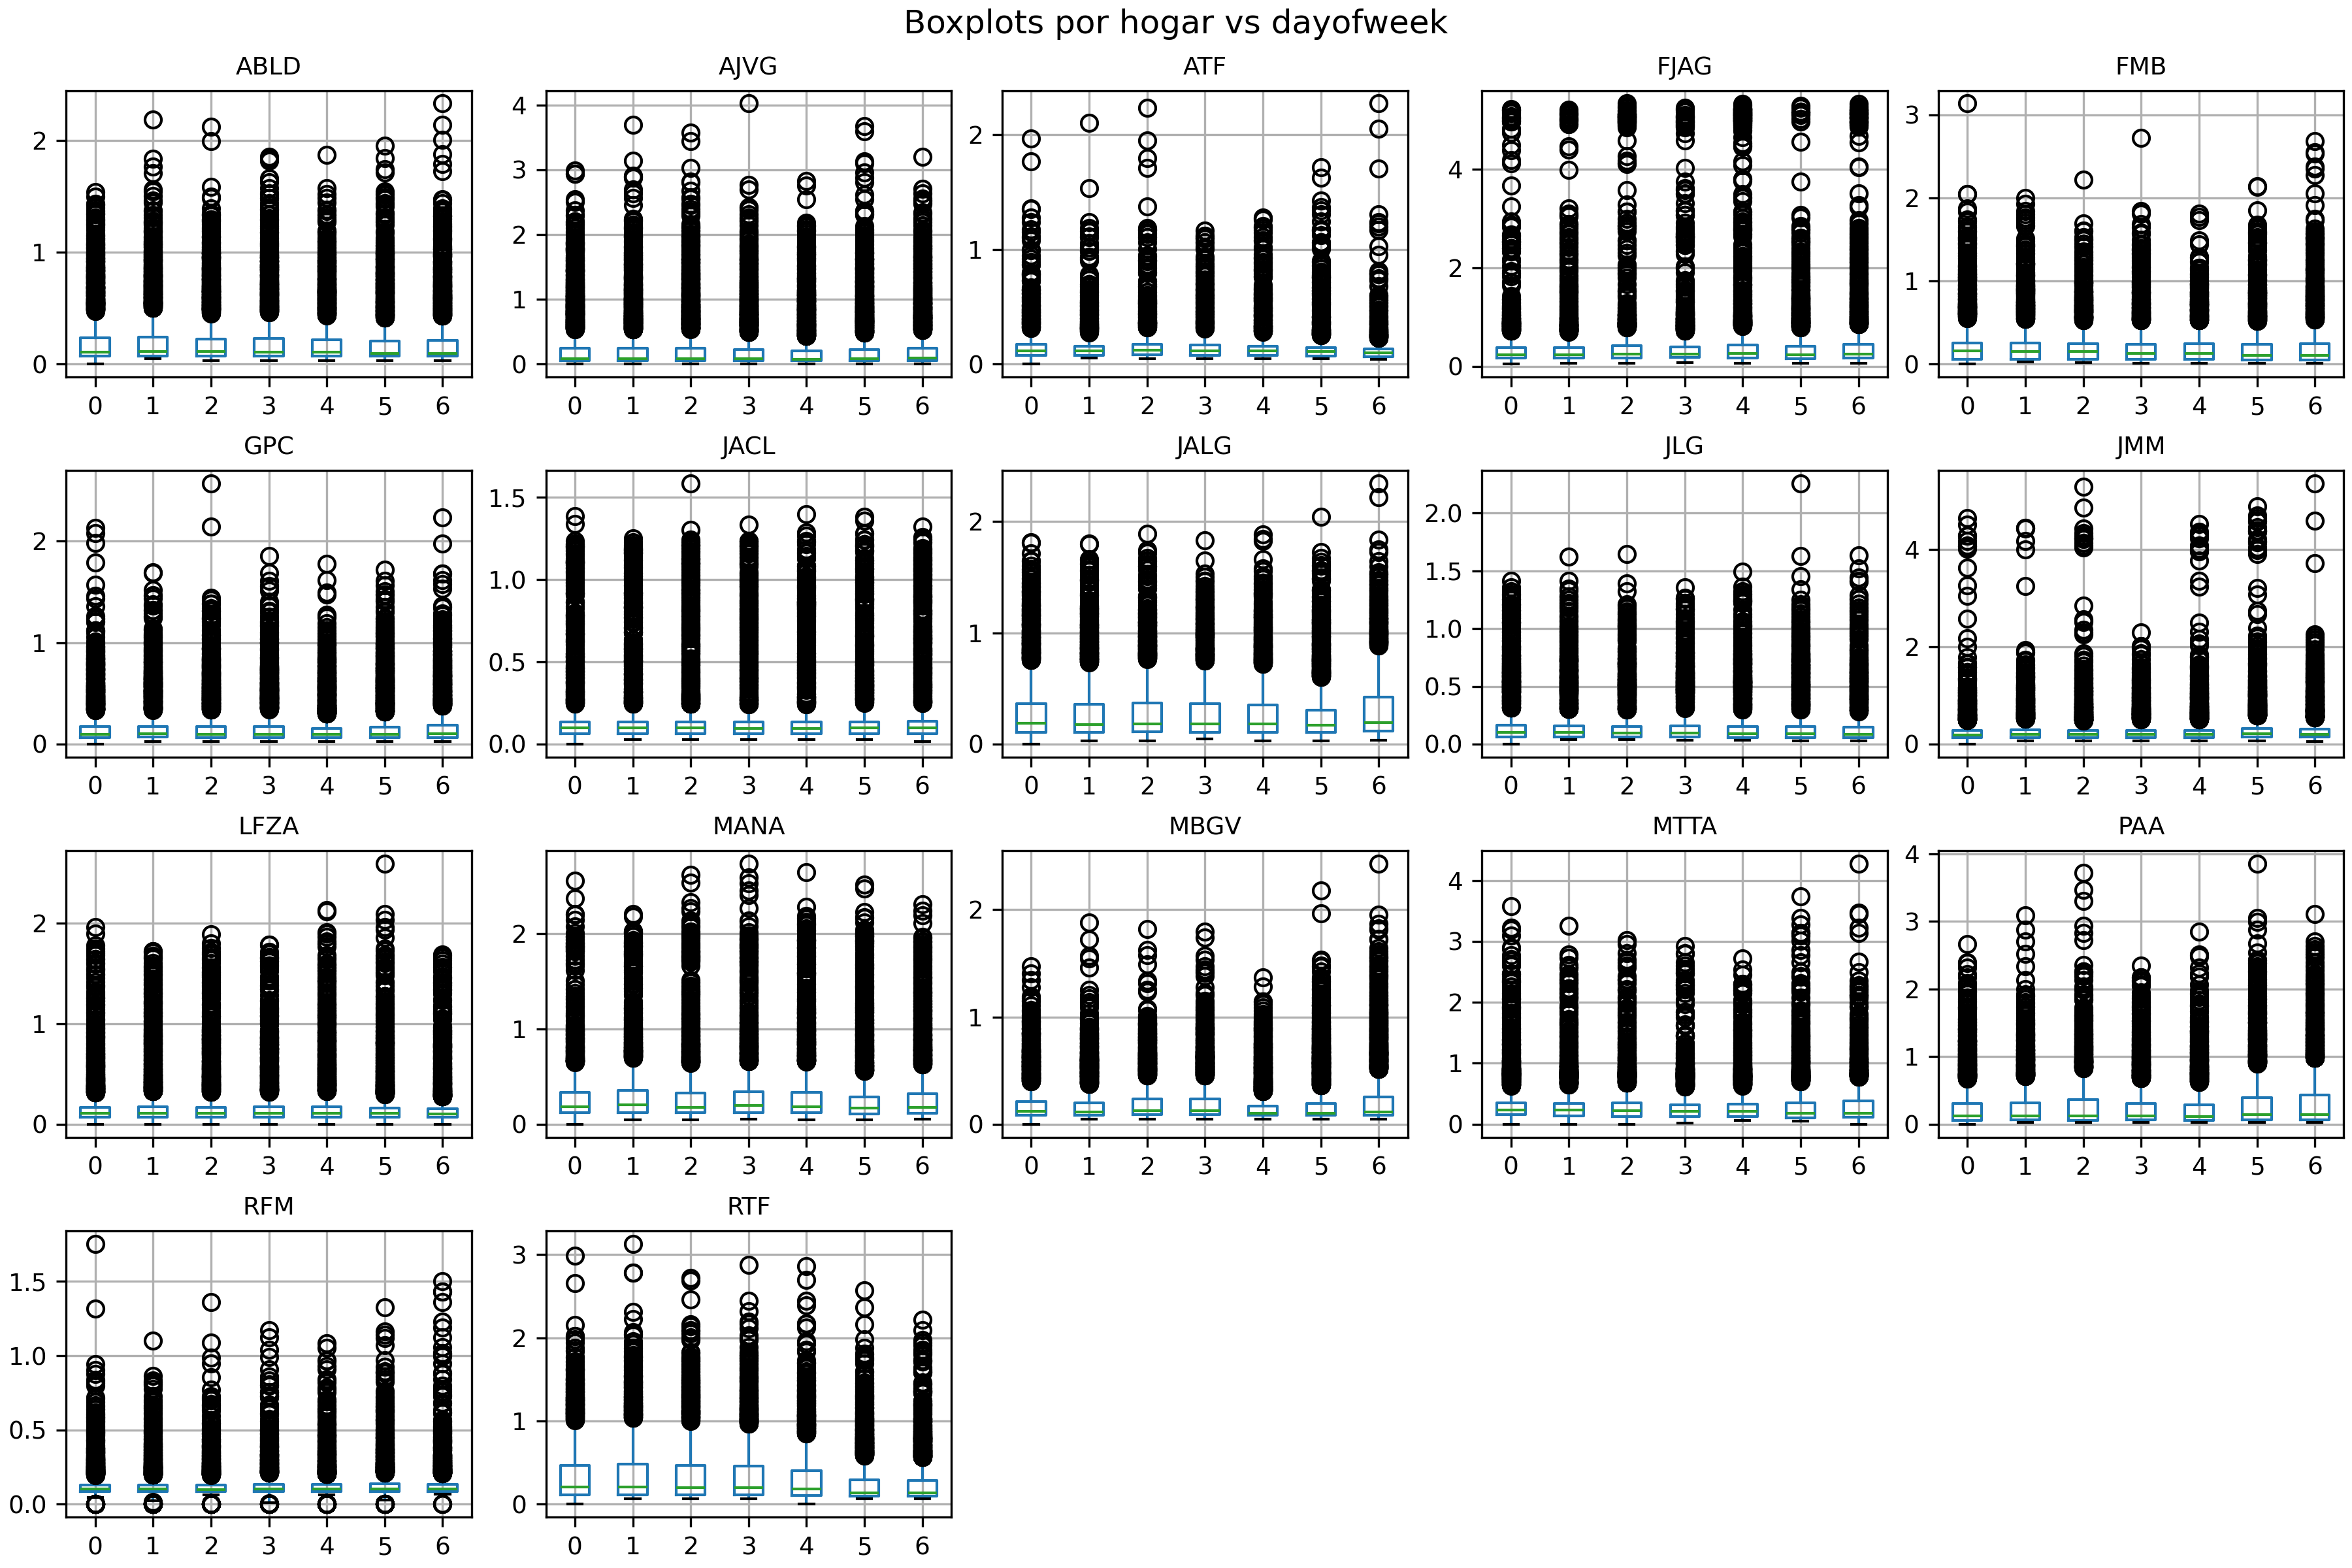 Boxplots por hogar vs dayofweek
ABLD AJVG ATF FJAG FMB
2 1 0
4 3 2 1 0
2 1 0
4 2 0
3 2 1 0
0 1 2 3 4 5 6
0 1 2 3 4 5 6
0 1 2 3 4 5 6
0 1 2 3 4 5 6
0 1 2 3 4 5 6
GPC JACL JALG JLG JMM
2 1 0
1.5 1.0 0.5 0.0
2 1 0
2.0 1.5 1.0 0.5 0.0
4 2 0
0 1 2 3 4 5 6
0 1 2 3 4 5 6
0 1 2 3 4 5 6
0 1 2 3 4 5 6
0 1 2 3 4 5 6
LFZA MANA MBGV MTTA PAA
2 1 0
2 1 0
2 1 0
4 3 2 1 0
4 3 2 1 0
0 1 2 3 4 5 6
0 1 2 3 4 5 6
0 1 2 3 4 5 6
0 1 2 3 4 5 6
0 1 2 3 4 5 6
RFM RTF
1.5 1.0 0.5 0.0
3 2 1 0
0 1 2 3 4 5 6
0 1 2 3 4 5 6